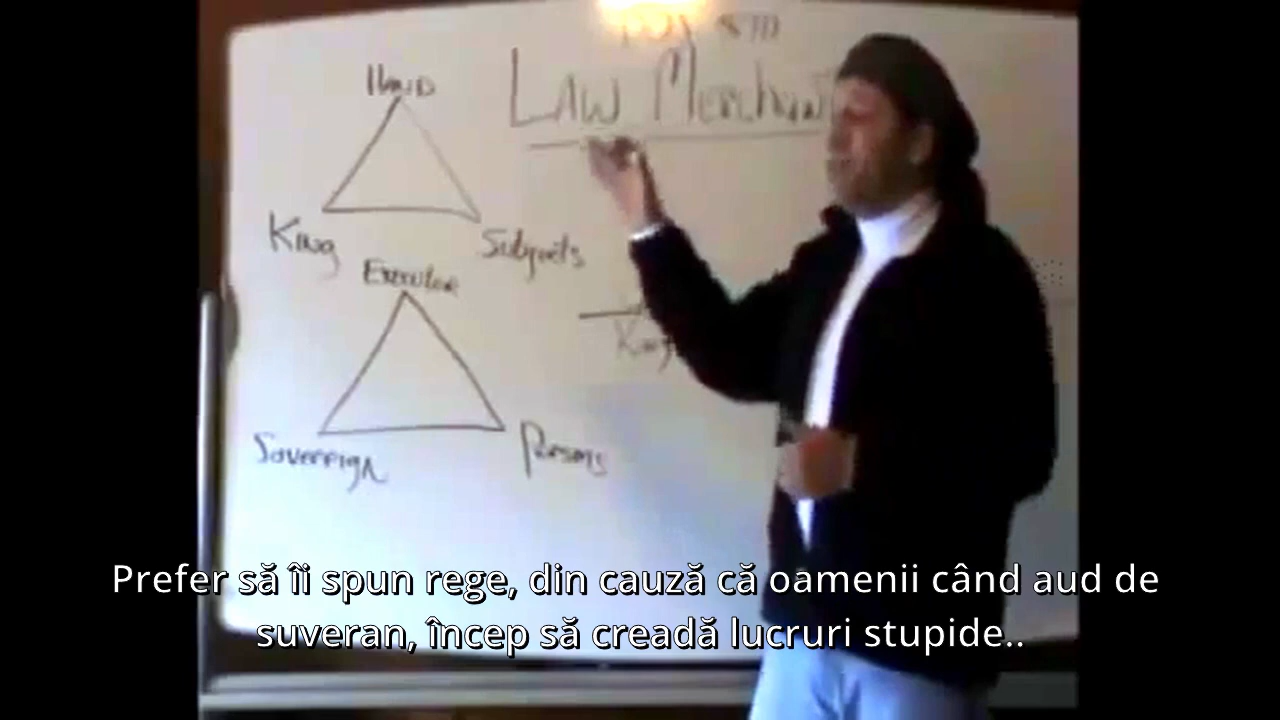 Law Merchant
King
Subjects
Executor
Sovereign
Persons
King
Prefer să îi spun rege, din cauză că oamenii când aud de
suveran, încep să creadă lucruri stupide..